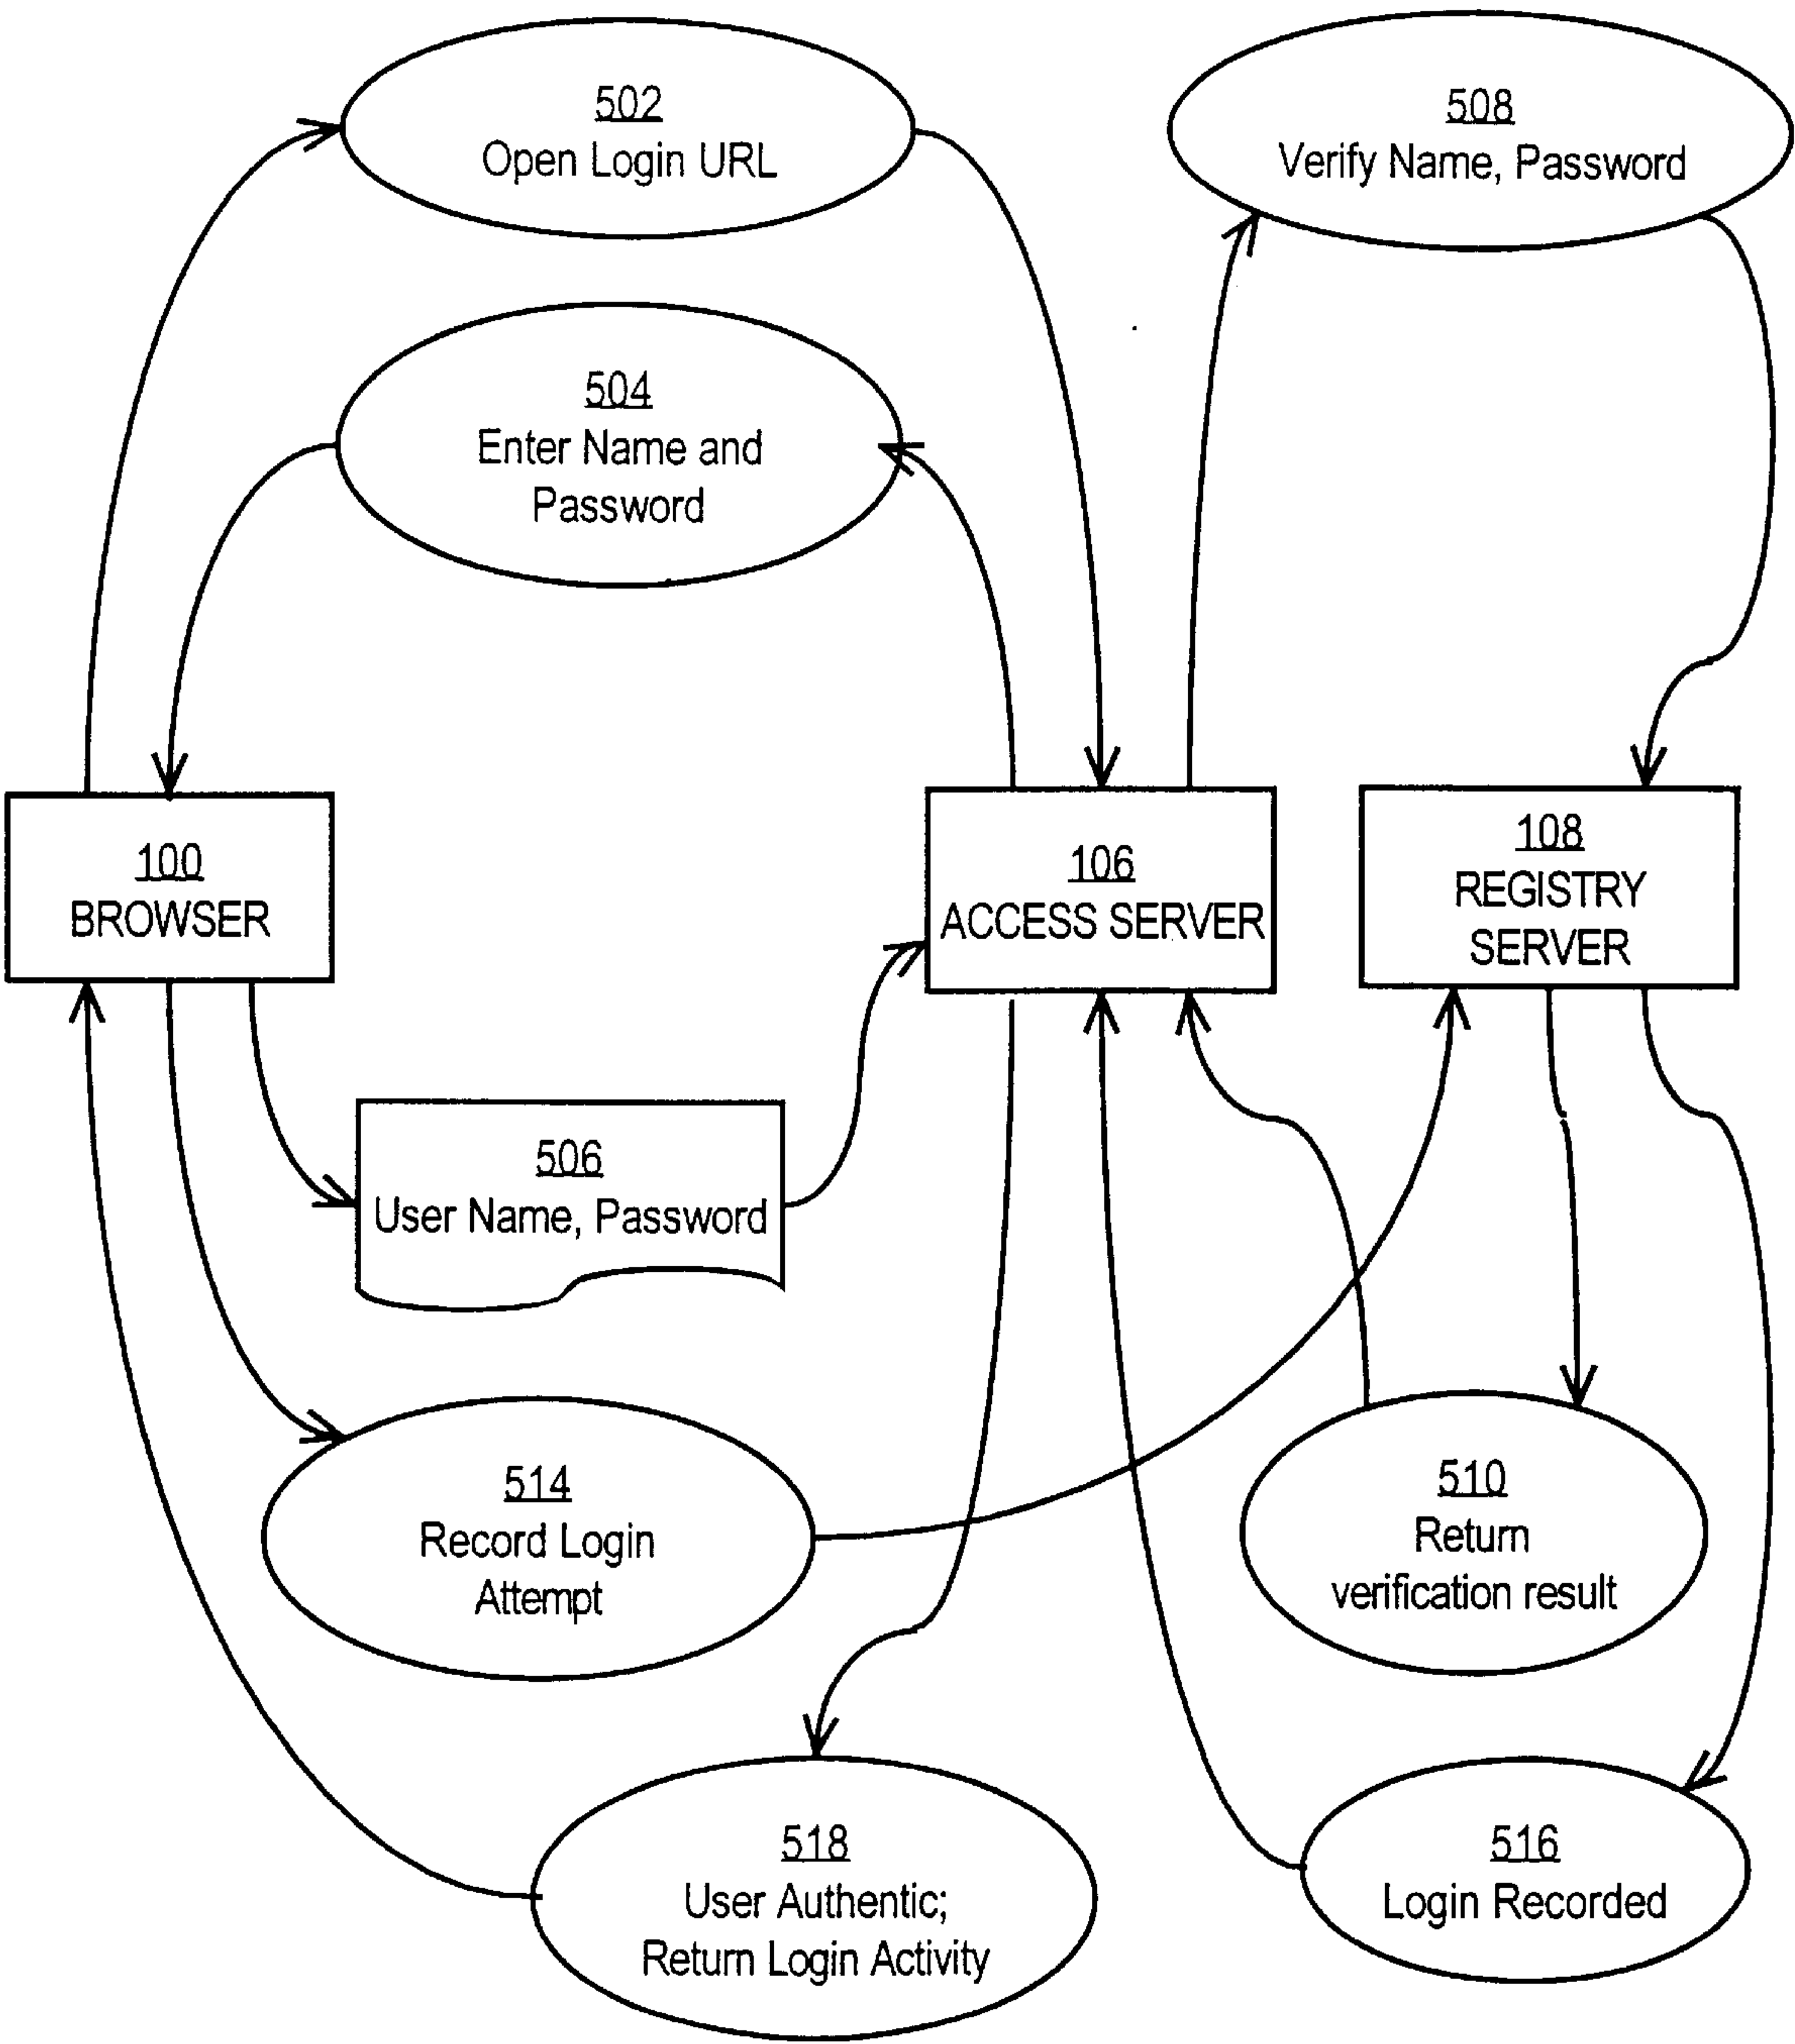 502
Open Login URL
508
Verify Name, Password
504
Enter Name and
Password
100
BROWSER
106
ACCESS SERVER
108
REGISTRY
SERVER
506
User Name, Password
514
Record Login
Attempt
510
Return
verification result
518
User Authentic;
Return Login Activity
516
Login Recorded